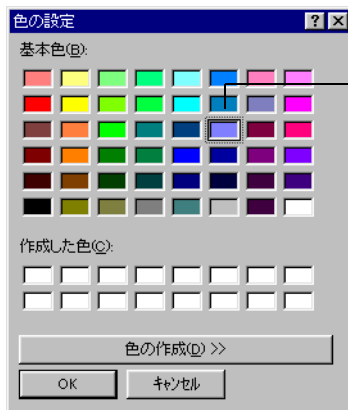 色の設定
基本色(B):
作成した色(C):
色の作成(D) >>
OK
キャンセル